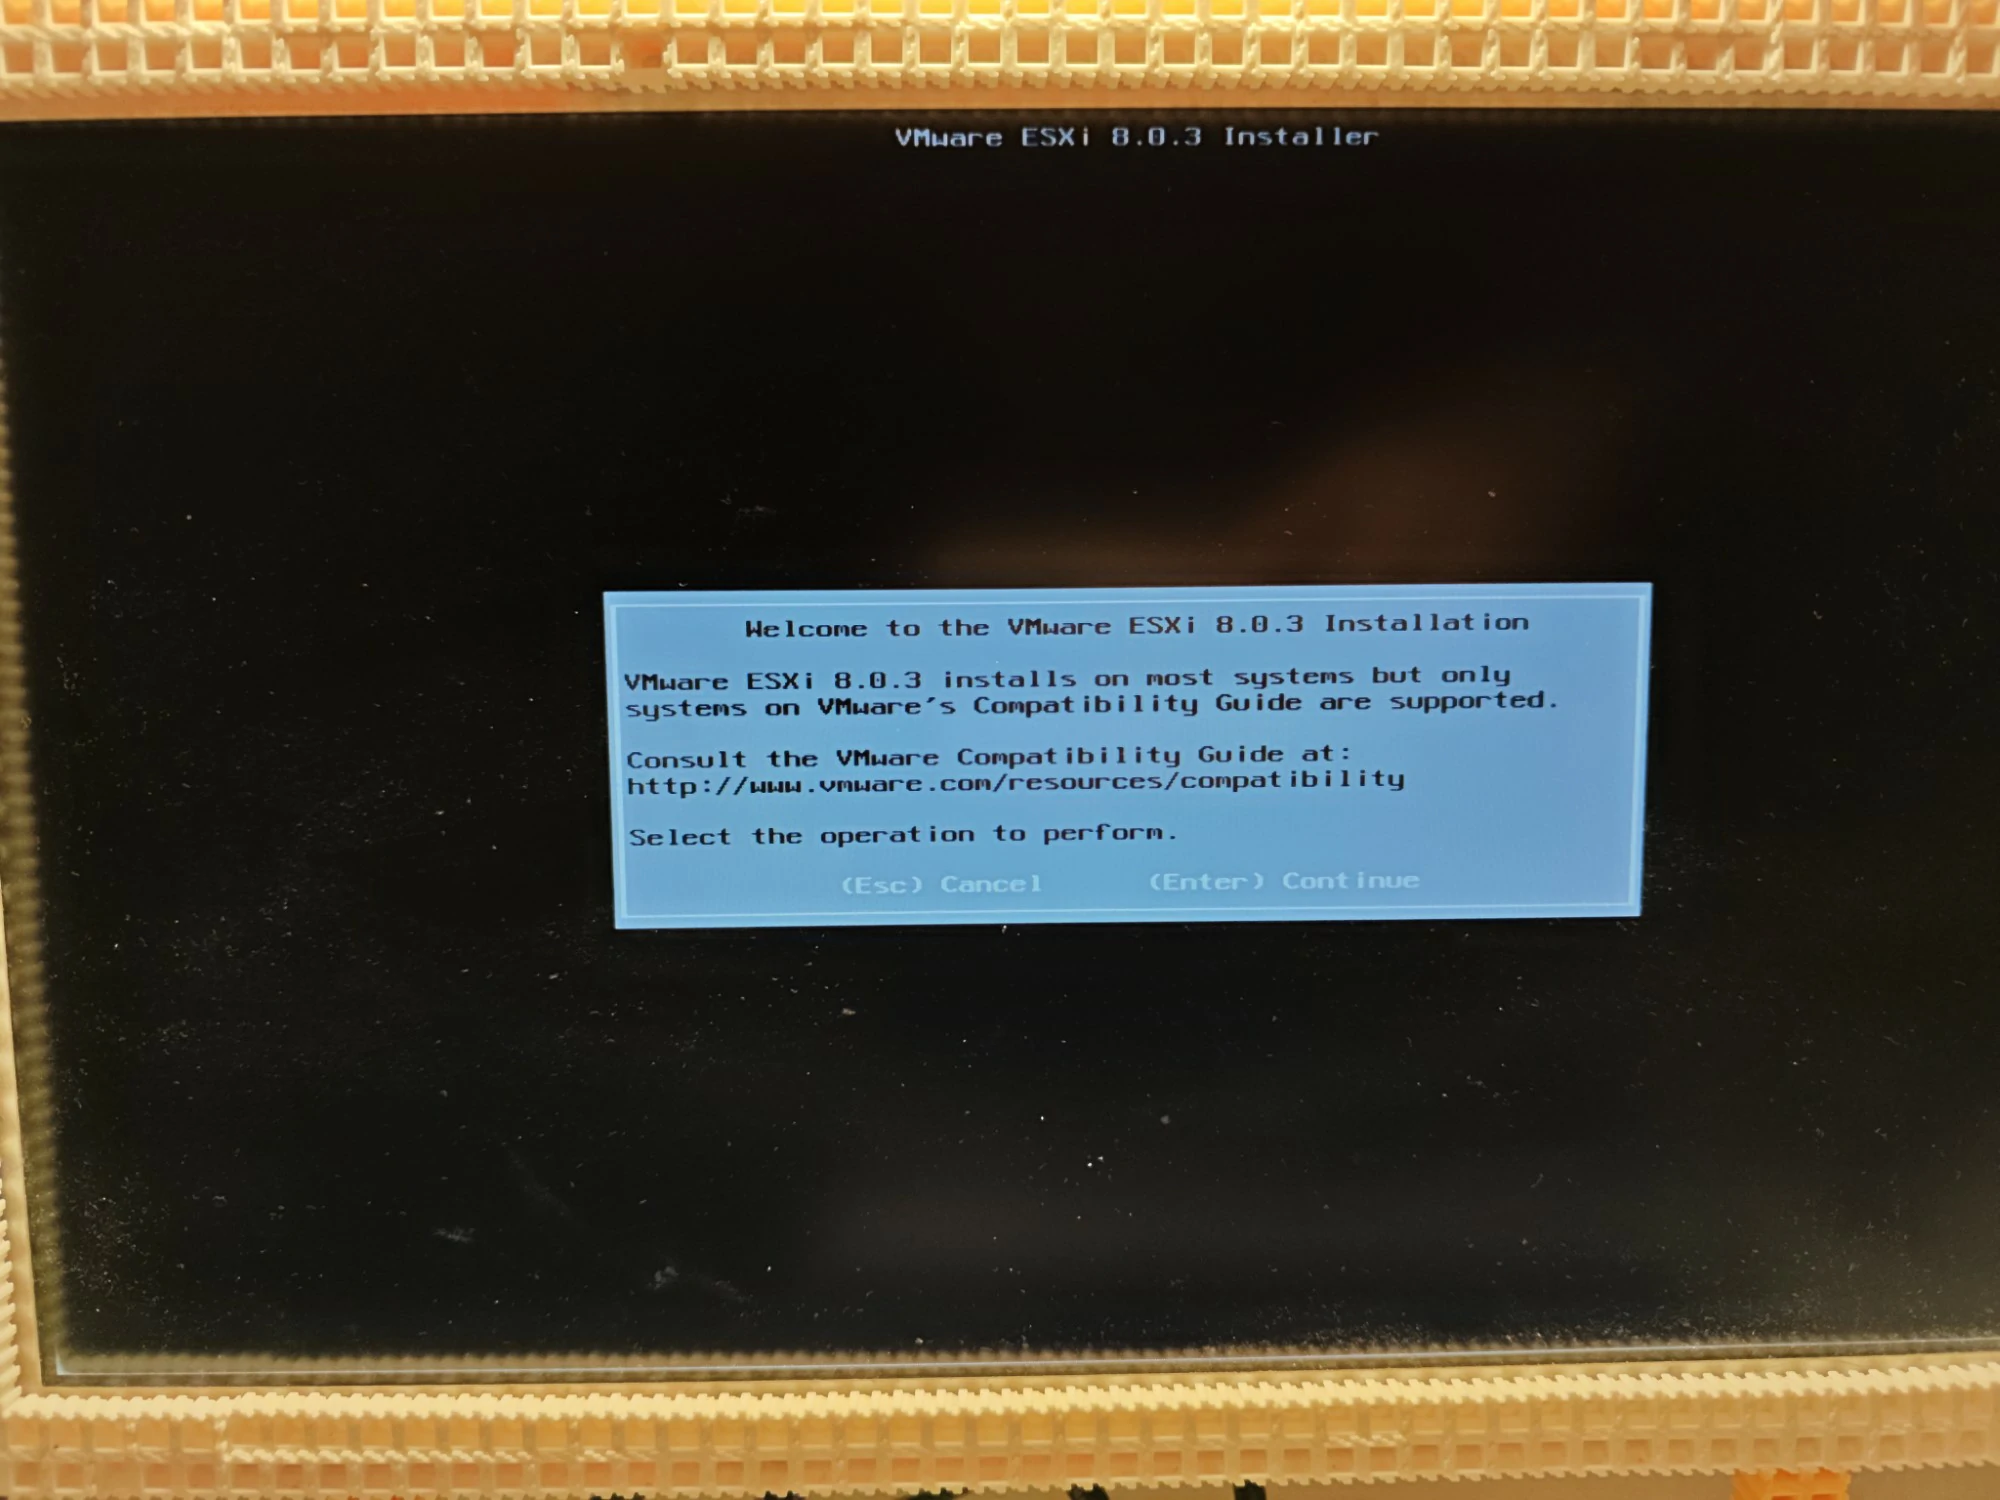 VMware ESXi 8.0.3 Installer
Welcome to the VMware ESXi 8.0.3 Installation
VMware ESXi 8.0.3 installs on most systems but only
systems on VMware's Compatibility Guide are supported.
Consult the VMware Compatibility Guide at:
http://www.vmware.com/resources/compatibility
Select the operation to perform.
(Esc) Cancel (Enter) Continue